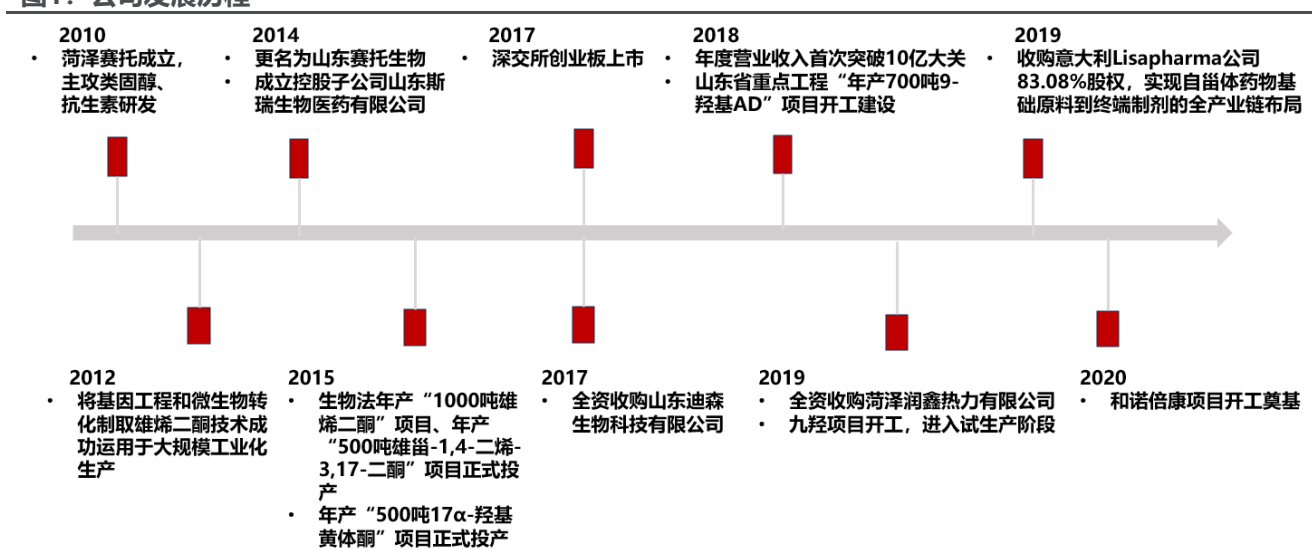 图1：公司发展历程
2010
• 菏泽赛托成立，
主攻类固醇、
抗生素研发
2014
• 更名为山东赛托生物
• 成立控股子公司山东斯
瑞生物医药有限公司
2017
• 深交所创业板上市
2018
• 年度营业收入首次突破10亿大关
• 山东省重点工程“年产700吨9-
羟基AD”项目开工建设
2019
• 收购意大利Lisapharma公司
83.08%股权，实现自甾体药物基
础原料到终端制剂的全产业链布局
2012
• 将基因工程和微生物转
化制取雄烯二酮技术成
功运用于大规模工业化
生产
2015
• 生物法年产“1000吨雄
烯二酮”项目、年产
“500吨雄甾-1,4-二烯-
3,17-二酮”项目正式投
产
• 年产“500吨17α-羟基
黄体酮”项目正式投产
2017
• 全资收购山东迪森
生物科技有限公司
2019
• 全资收购菏泽润鑫热力有限公司
• 九羟项目开工，进入试生产阶段
2020
• 和诺倍康项目开工奠基